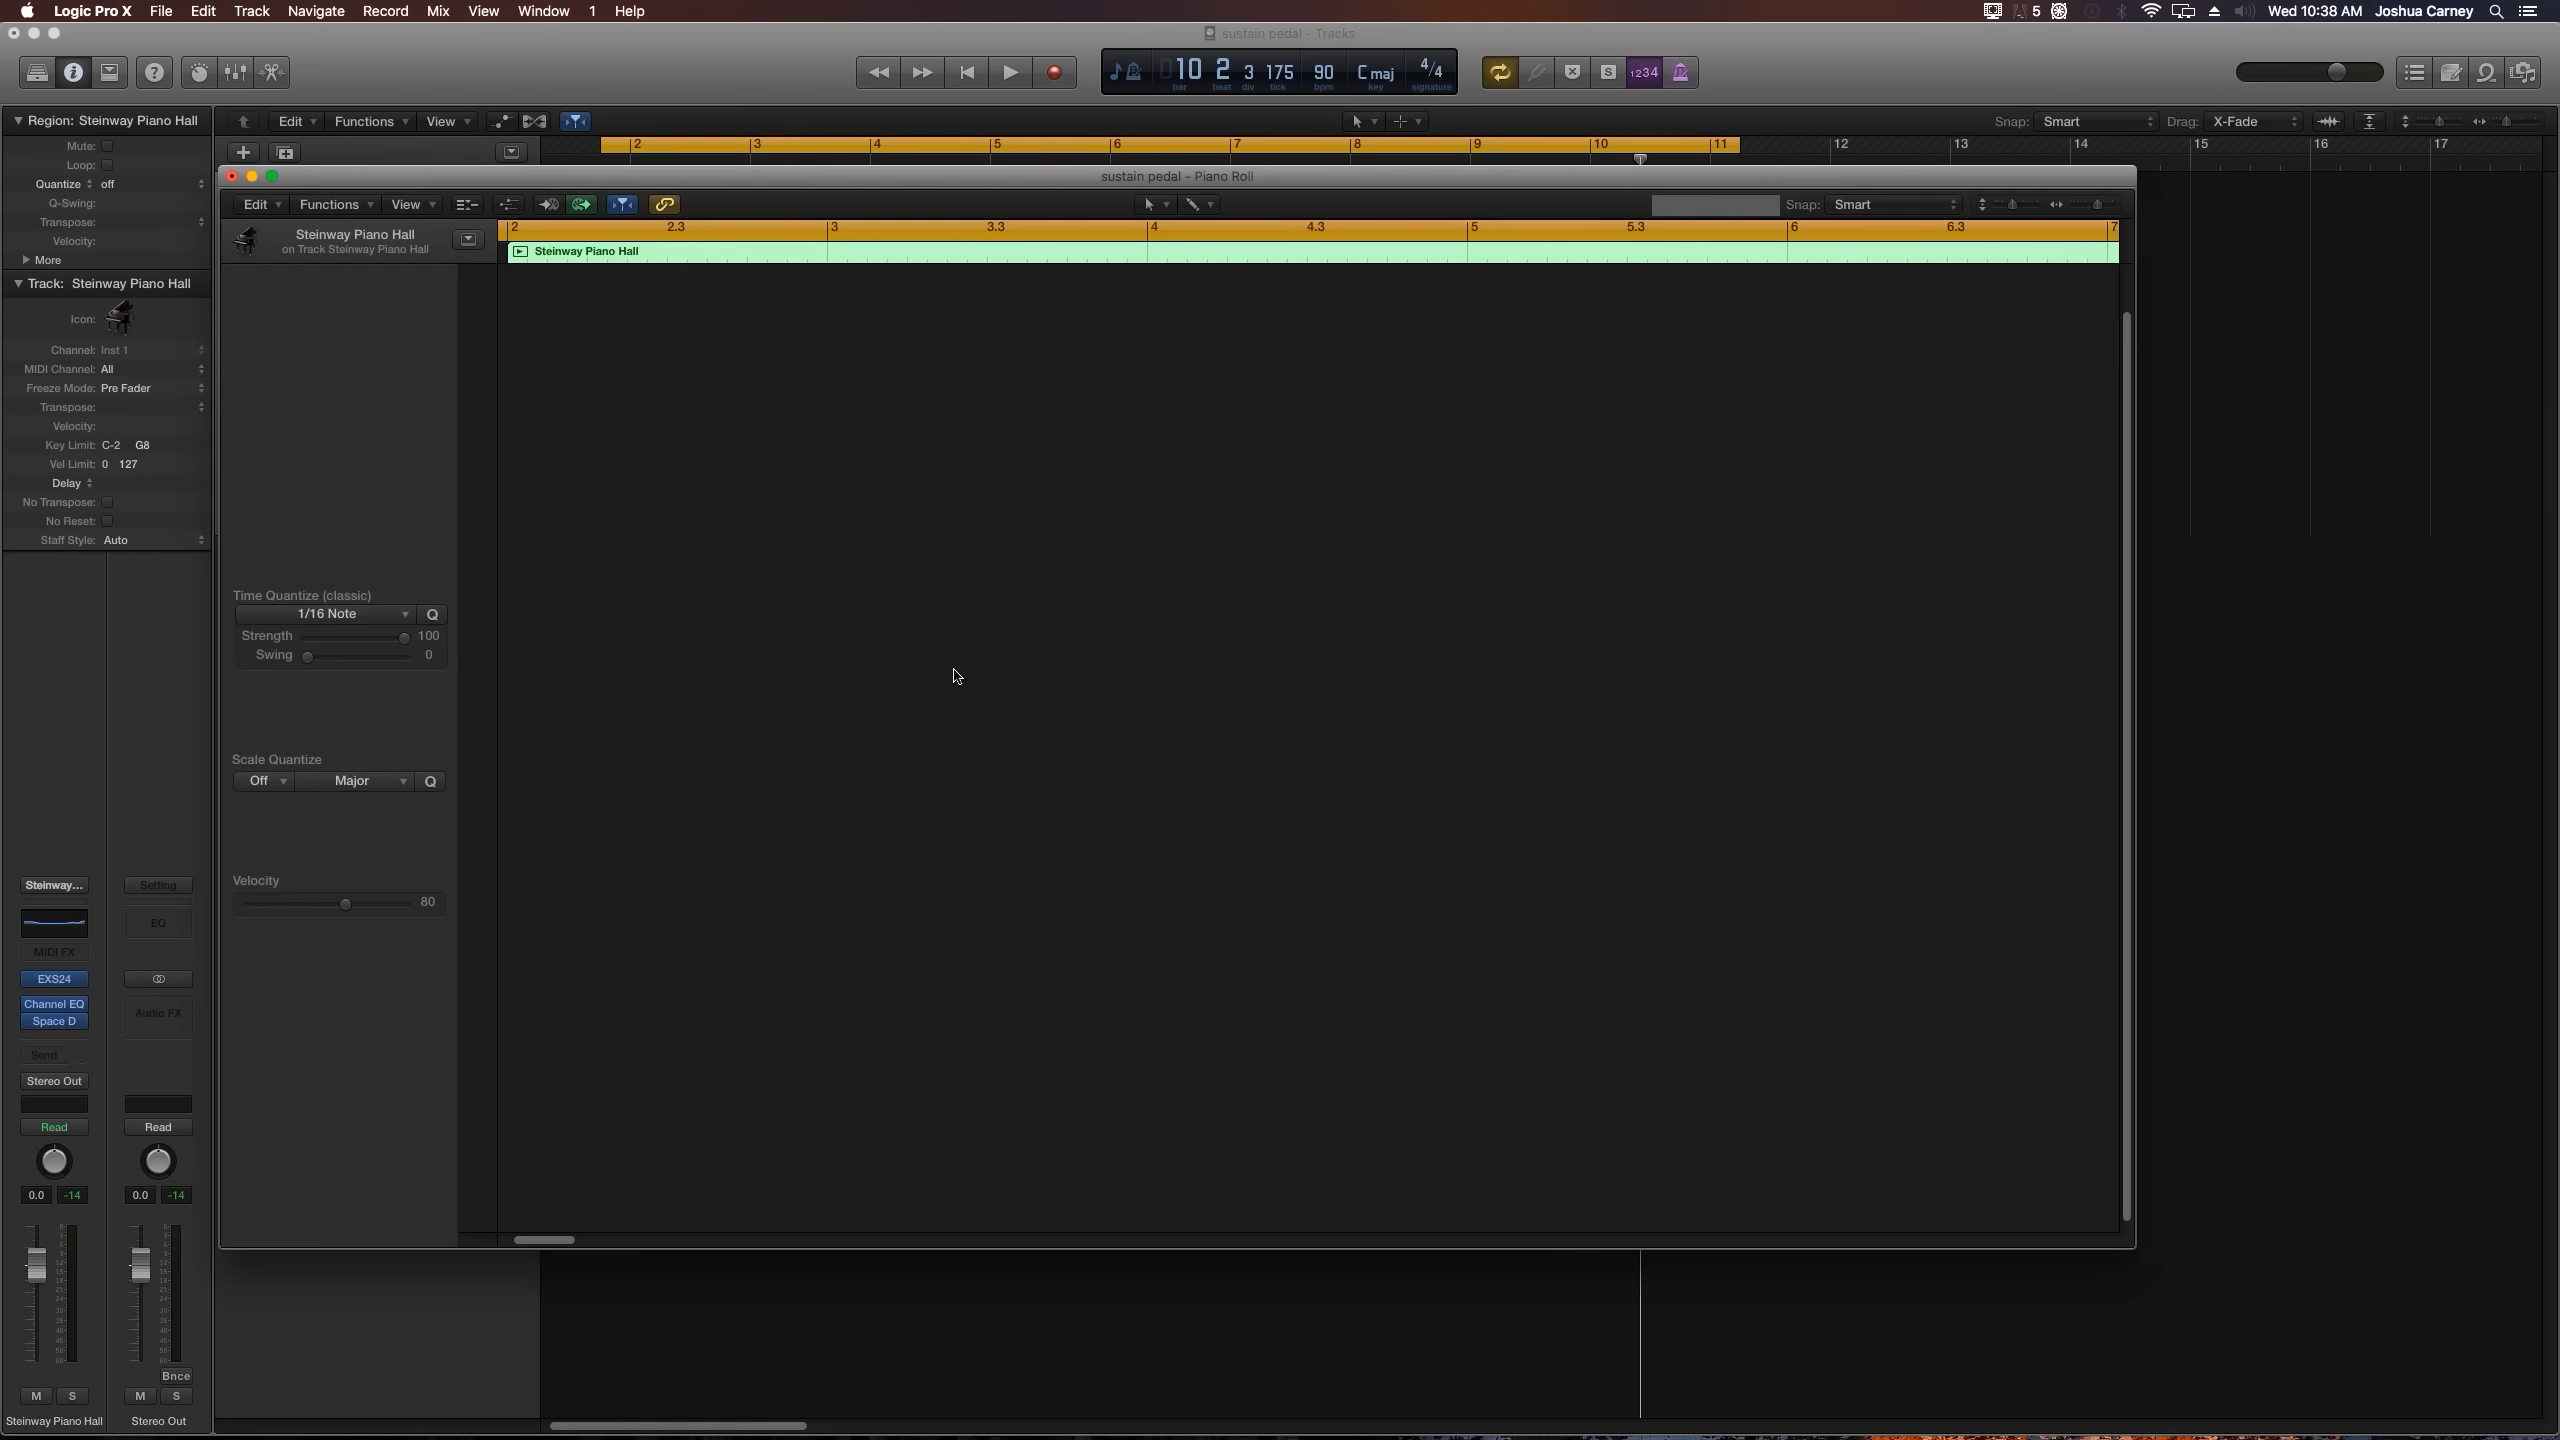 Logic Pro X File Edit Track Navigate Record Mix View Window 1 Help
5 Wed 10:38 AM Joshua Carney
sustain pedal - Tracks
10 2 3 175 90 C maj 4/4
bar beat div tick bpm key signature
S 1234
Region: Steinway Piano Hall
Edit Functions View
Snap: Smart Drag: X-Fade
2 3 4 5 6 7 8 9 10 11 12 13 14 15 16 17
Mute:
Loop:
Quantize off
Q-Swing:
Transpose:
Velocity:
More
Track: Steinway Piano Hall
Icon:
Channel: Inst 1
MIDI Channel: All
Freeze Mode: Pre Fader
Transpose:
Velocity:
Key Limit: C-2 G8
Vel Limit: 0 127
Delay
No Transpose:
No Reset:
Staff Style: Auto
sustain pedal - Piano Roll
Edit Functions View
Snap: Smart
Steinway Piano Hall
on Track Steinway Piano Hall
2 2.3 3 3.3 4 4.3 5 5.3 6 6.3 7
Steinway Piano Hall
Time Quantize (classic)
1/16 Note Q
Strength 100
Swing 0
Scale Quantize
Off Major Q
Velocity
80
Steinway... Setting
EQ
MIDI FX
EXS24
Channel EQ
Space D
Audio FX
Send
Stereo Out
Read Read
0.0 -14 0.0 -14
Bnce
M S M S
Steinway Piano Hall Stereo Out